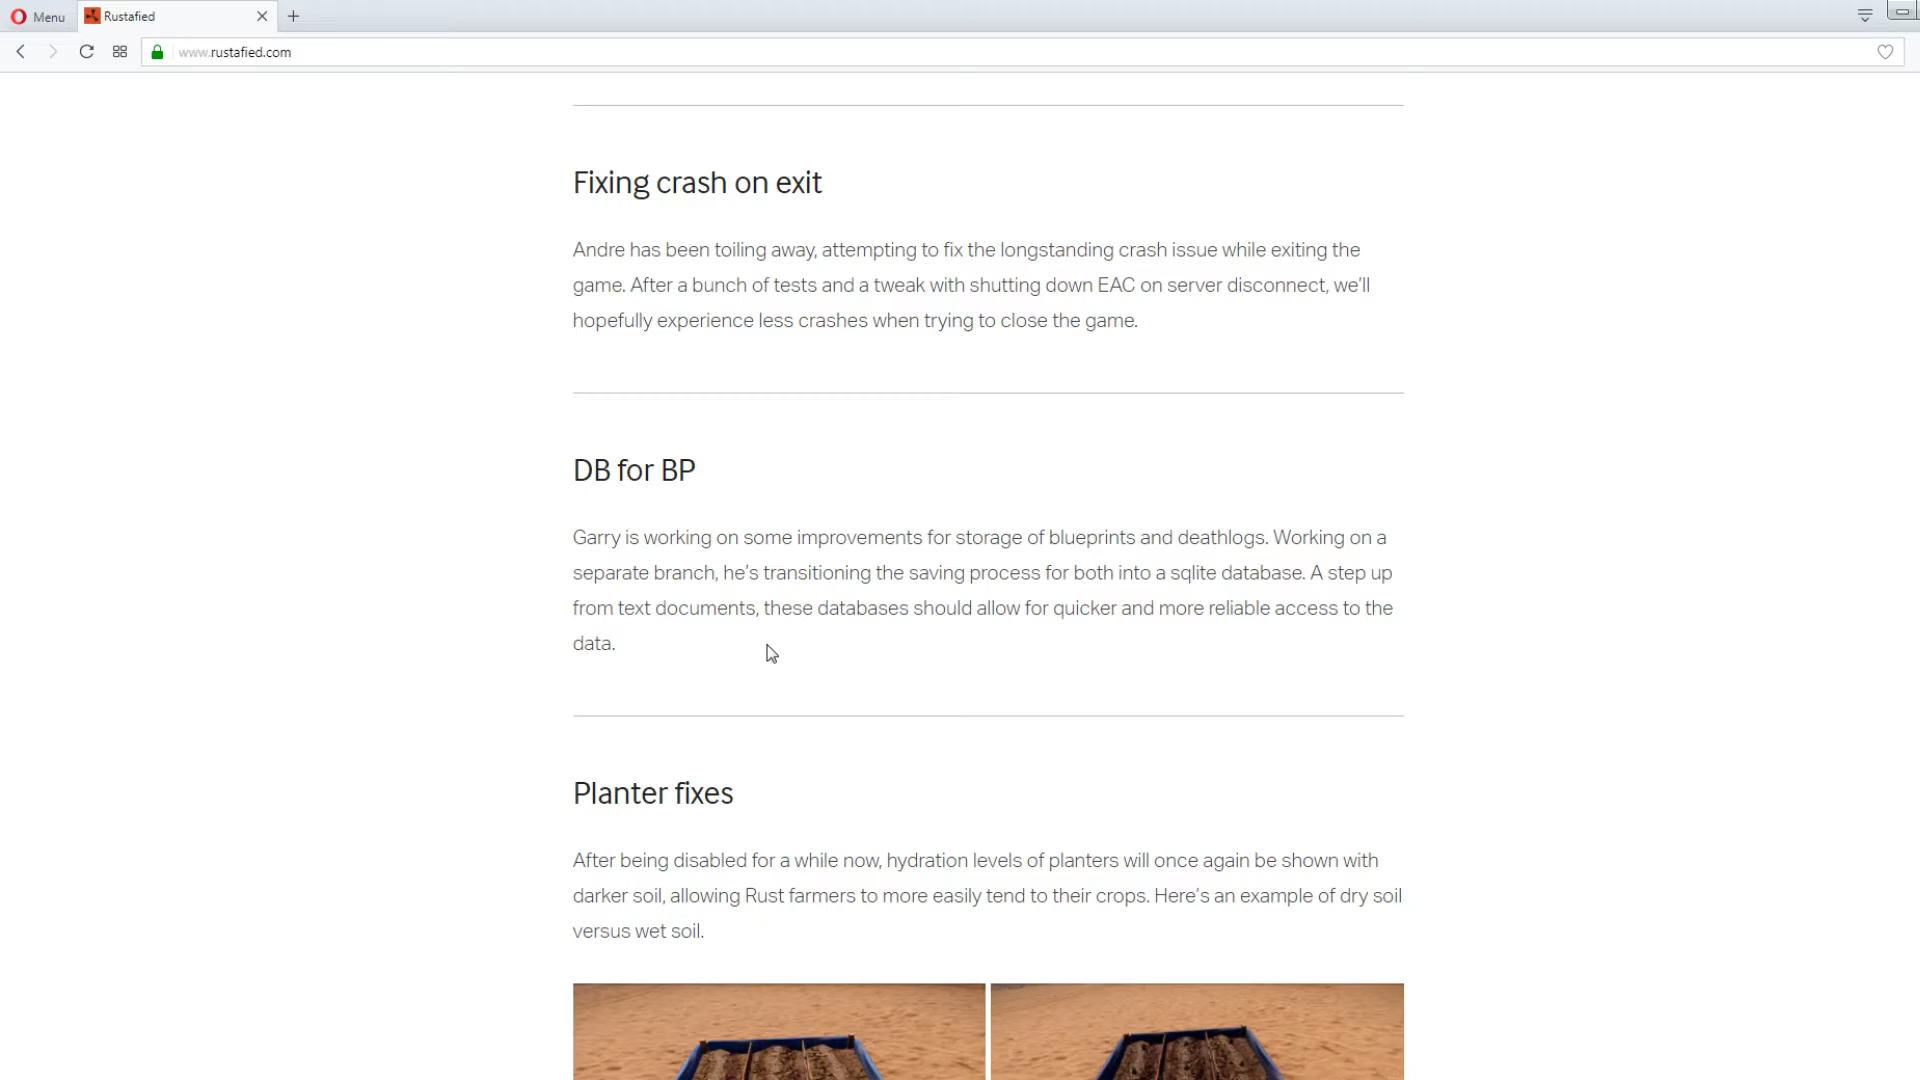 Menu
Rustafied
www.rustafied.com
Fixing crash on exit
Andre has been toiling away, attempting to fix the longstanding crash issue while exiting the
game. After a bunch of tests and a tweak with shutting down EAC on server disconnect, we'll
hopefully experience less crashes when trying to close the game.
DB for BP
Garry is working on some improvements for storage of blueprints and deathlogs. Working on a
separate branch, he's transitioning the saving process for both into a sqlite database. A step up
from text documents, these databases should allow for quicker and more reliable access to the
data.
Planter fixes
After being disabled for a while now, hydration levels of planters will once again be shown with
darker soil, allowing Rust farmers to more easily tend to their crops. Here's an example of dry soil
versus wet soil.